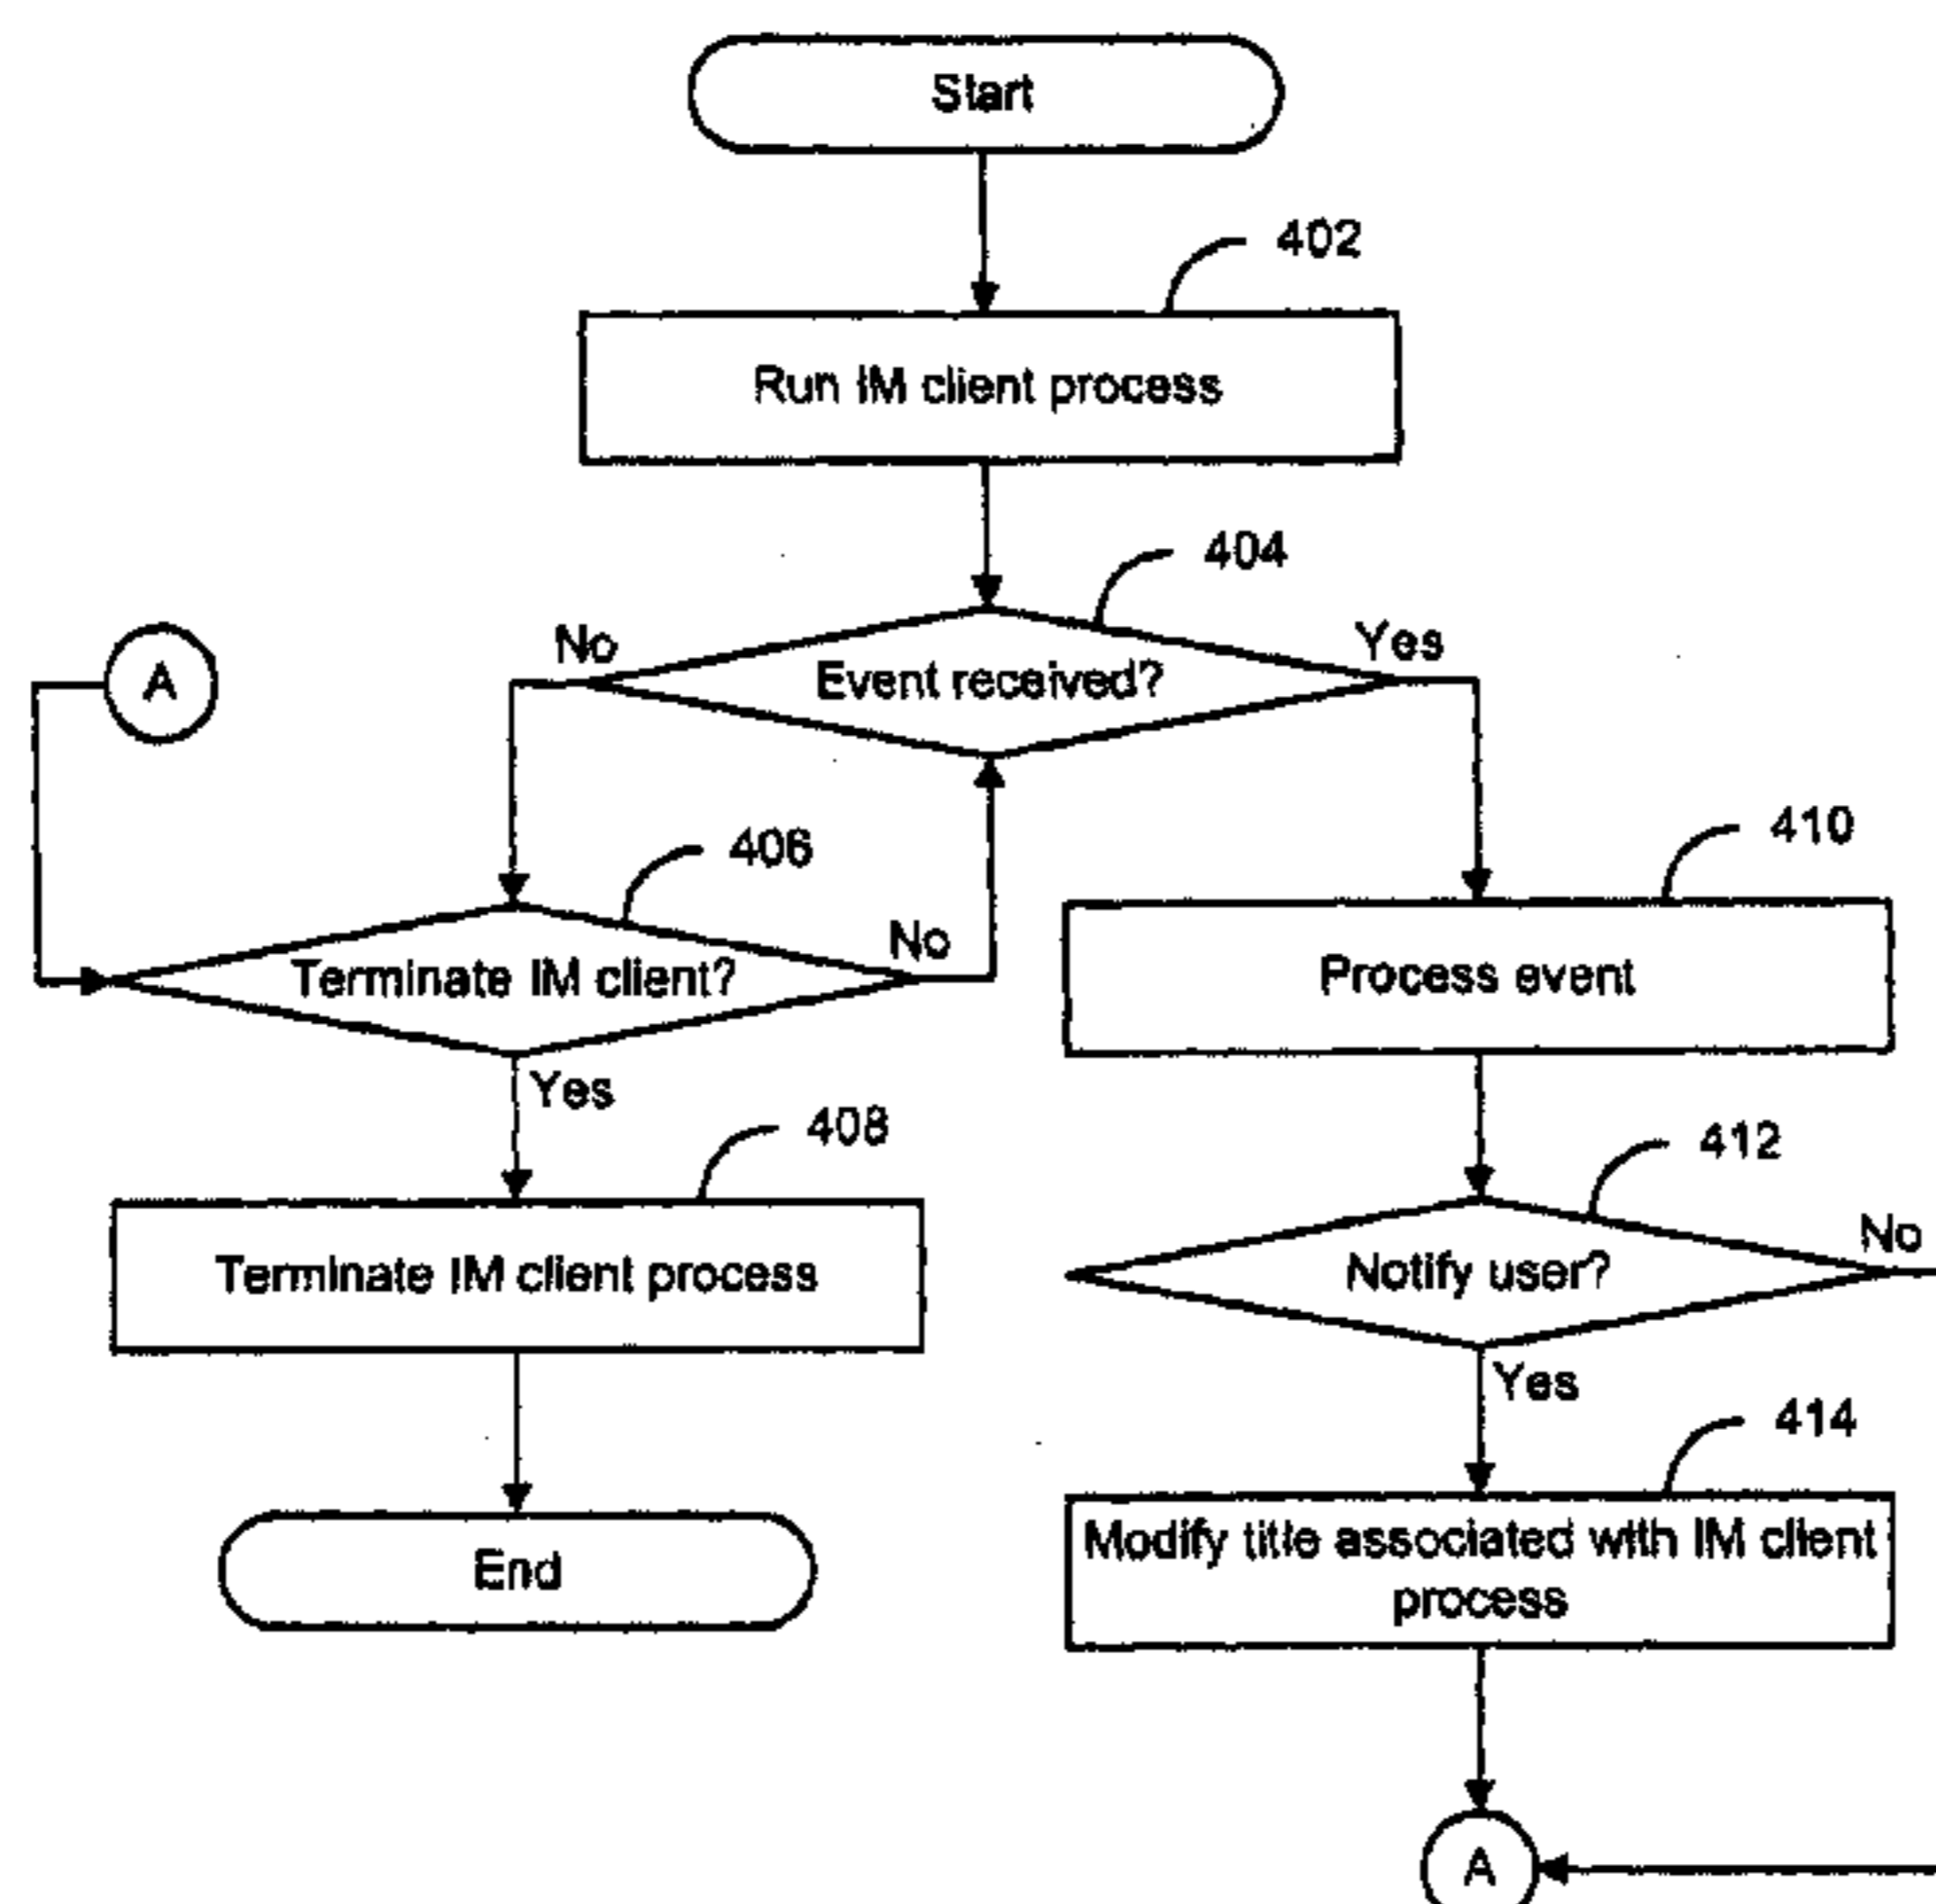 Start
402
Run IM client process
404
No
Yes
Event received?
A
406
410
No
Terminate IM client?
Process event
Yes
408
412
No
Terminate IM client process
Notify user?
Yes
414
Modify title associated with IM client
process
End
A